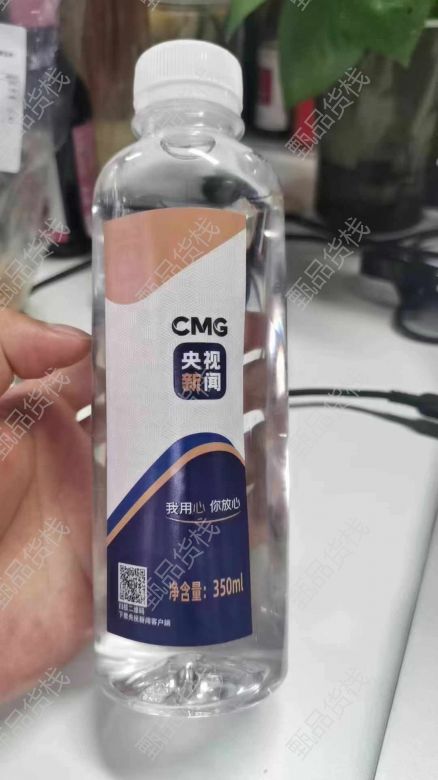 CMG
央视
新闻
我用心 你放心
净含量：350ml
扫描二维码
下载央视新闻客户端
甄品货栈